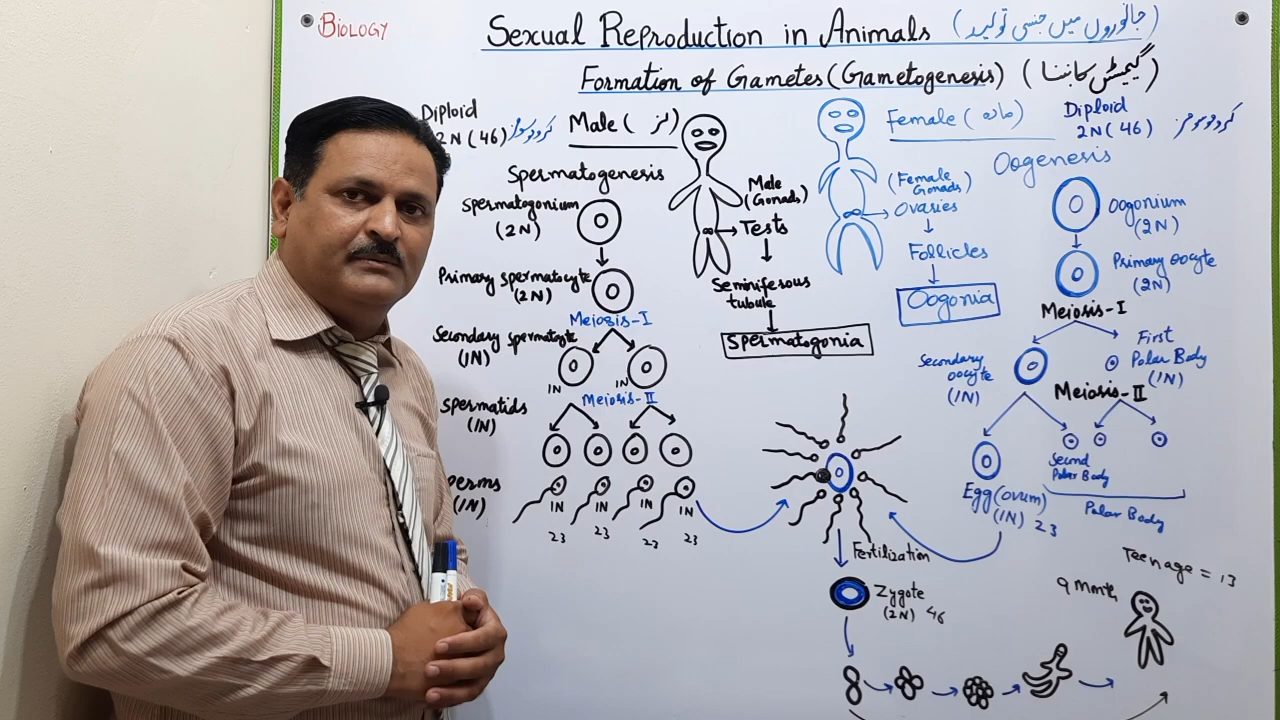 BIOLOGY
Sexual Reproduction in Animals (جانوروں میں جنسی تولید)
Formation of Gametes (Gametogenesis) (گیمیٹس کا بننا)
Diploid
2N (46) کروموسومز
Male (نر)
Spermatogenesis
Spermatogonium
(2N)
Primary spermatocyte
(2N)
Meiosis-I
Secondary spermatocyte
(1N)
1N
1N
Meiosis-II
Spermatids
(1N)
Sperms
(1N)
1N 1N 1N 1N
23 23 23 23
Male
(Gonads)
Tests
Seminiferous
tubule
Spermatogonia
Female (مادہ)
(Female
Gonads)
Ovaries
Follicles
Oogonia
Diploid
2N (46) کروموسومز
Oogenesis
Oogonium
(2N)
Primary oocyte
(2N)
Meiosis-I
Secondary
oocyte
(1N)
First
Polar Body
(1N)
Meiosis-II
Second
Polar Body
Egg (ovum)
(1N) 23
Polar Body
Fertilization
Zygote
(2N) 46
9 Month
Teenage = 13